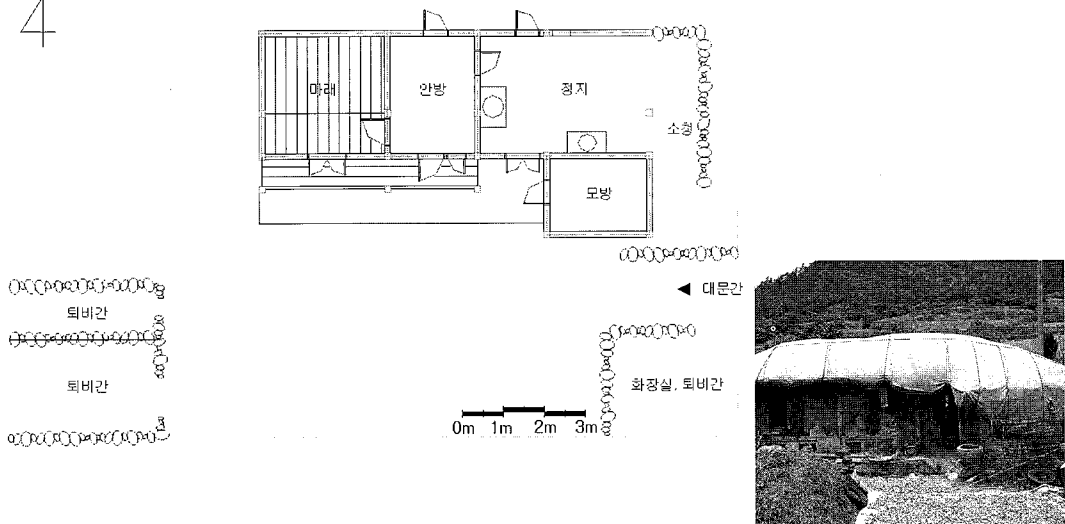 4
마래
안방
정지
소청
모방
대문간
퇴비간
퇴비간
화장실, 퇴비간
0m 1m 2m 3m